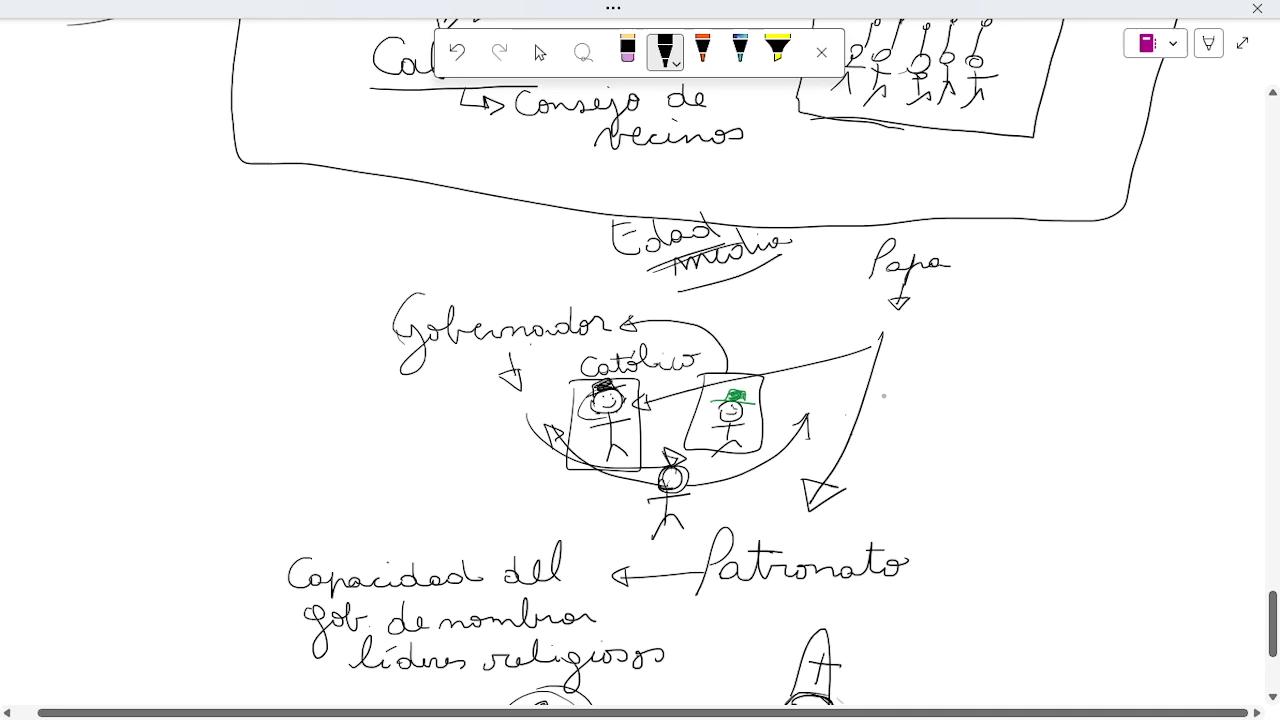 Consejo de
vecinos
Edad
media
Papa
Gobernador
Católico
Patronato
Capacidad del
gob. de nombrar
líderes religiosos